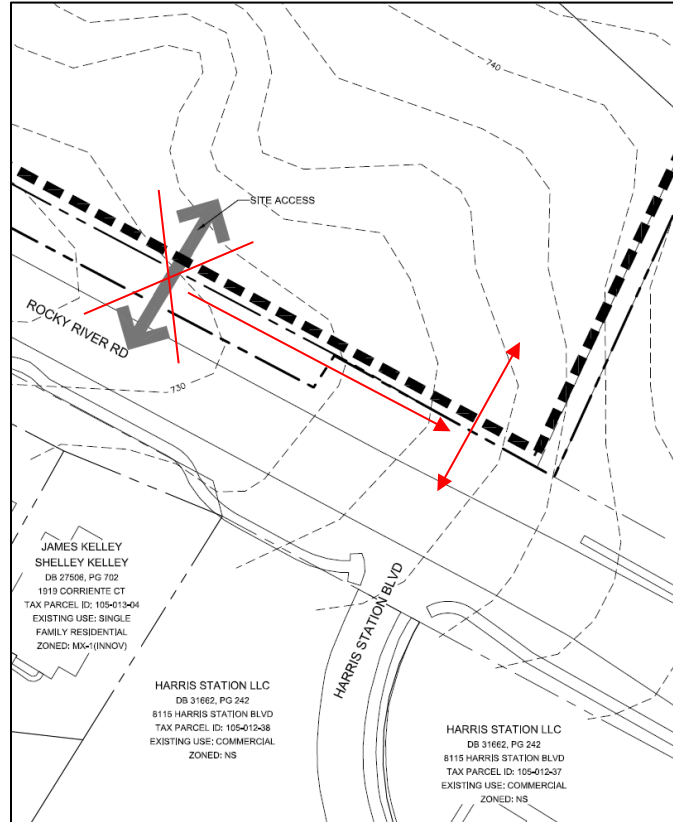 740
SITE ACCESS
ROCKY RIVER RD
730
JAMES KELLEY
SHELLEY KELLEY
DB 27506, PG 702
1919 CORRIENTE CT
TAX PARCEL ID: 105-013-04
EXISTING USE: SINGLE
FAMILY RESIDENTIAL
ZONED: MX-1(INNOV)
HARRIS STATION BLVD
HARRIS STATION LLC
DB 31662, PG 242
8115 HARRIS STATION BLVD
TAX PARCEL ID: 105-012-38
EXISTING USE: COMMERCIAL
ZONED: NS
HARRIS STATION LLC
DB 31662, PG 242
8115 HARRIS STATION BLVD
TAX PARCEL ID: 105-012-37
EXISTING USE: COMMERCIAL
ZONED: NS